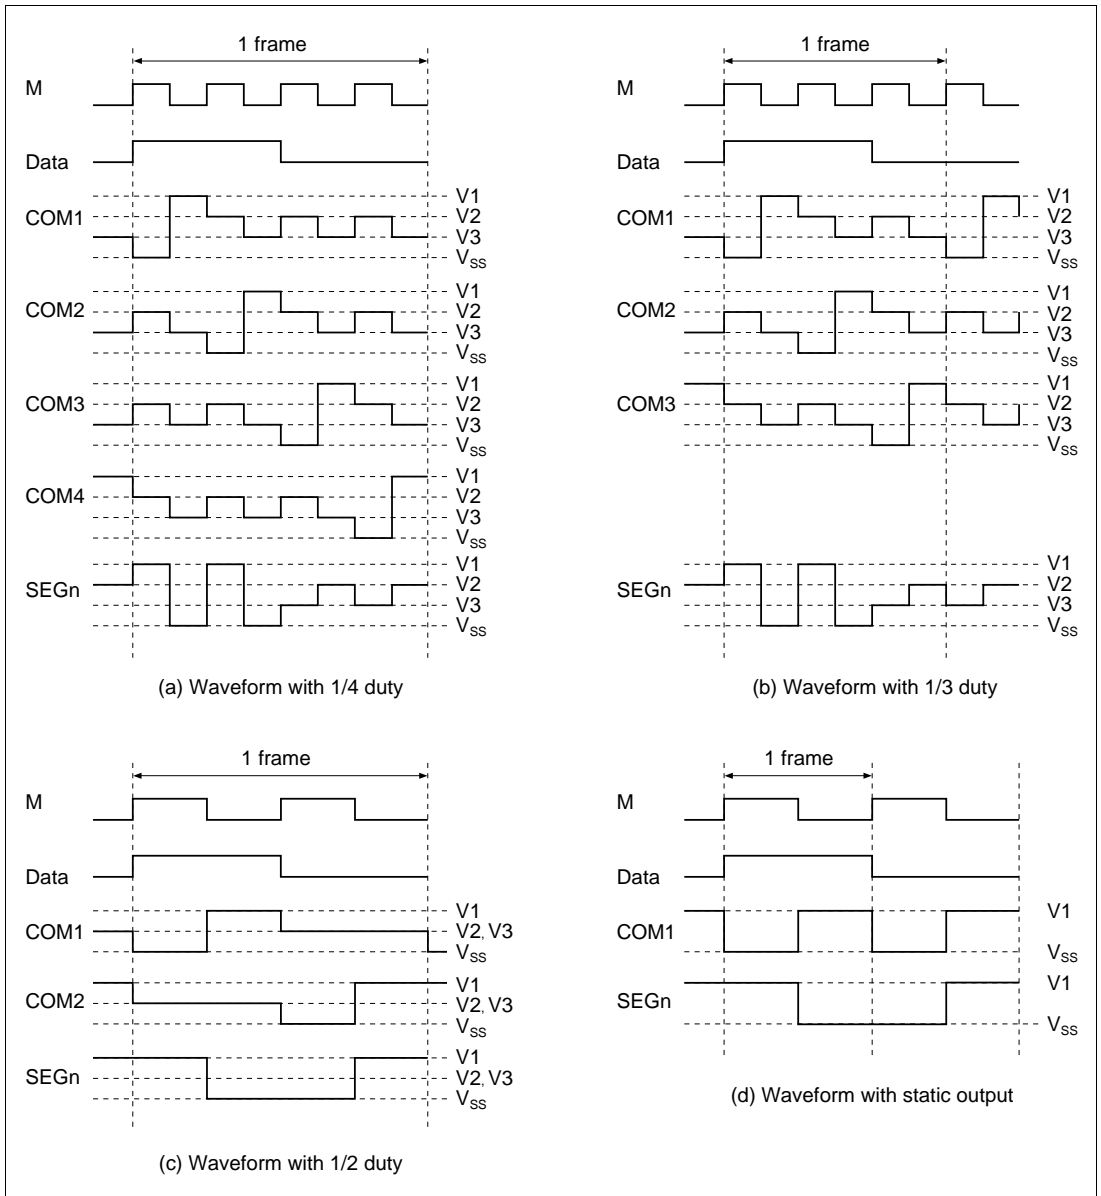 1 frame
M
Data
COM1
V1
V2
V3
VSS
COM2
V1
V2
V3
VSS
COM3
V1
V2
V3
VSS
COM4
V1
V2
V3
VSS
SEGn
V1
V2
V3
VSS
(a) Waveform with 1/4 duty
1 frame
M
Data
COM1
V1
V2
V3
VSS
COM2
V1
V2
V3
VSS
COM3
V1
V2
V3
VSS
SEGn
V1
V2
V3
VSS
(b) Waveform with 1/3 duty
1 frame
M
Data
COM1
V1
V2, V3
VSS
COM2
V1
V2, V3
VSS
SEGn
V1
V2, V3
VSS
(c) Waveform with 1/2 duty
1 frame
M
Data
COM1
V1
VSS
SEGn
V1
VSS
(d) Waveform with static output